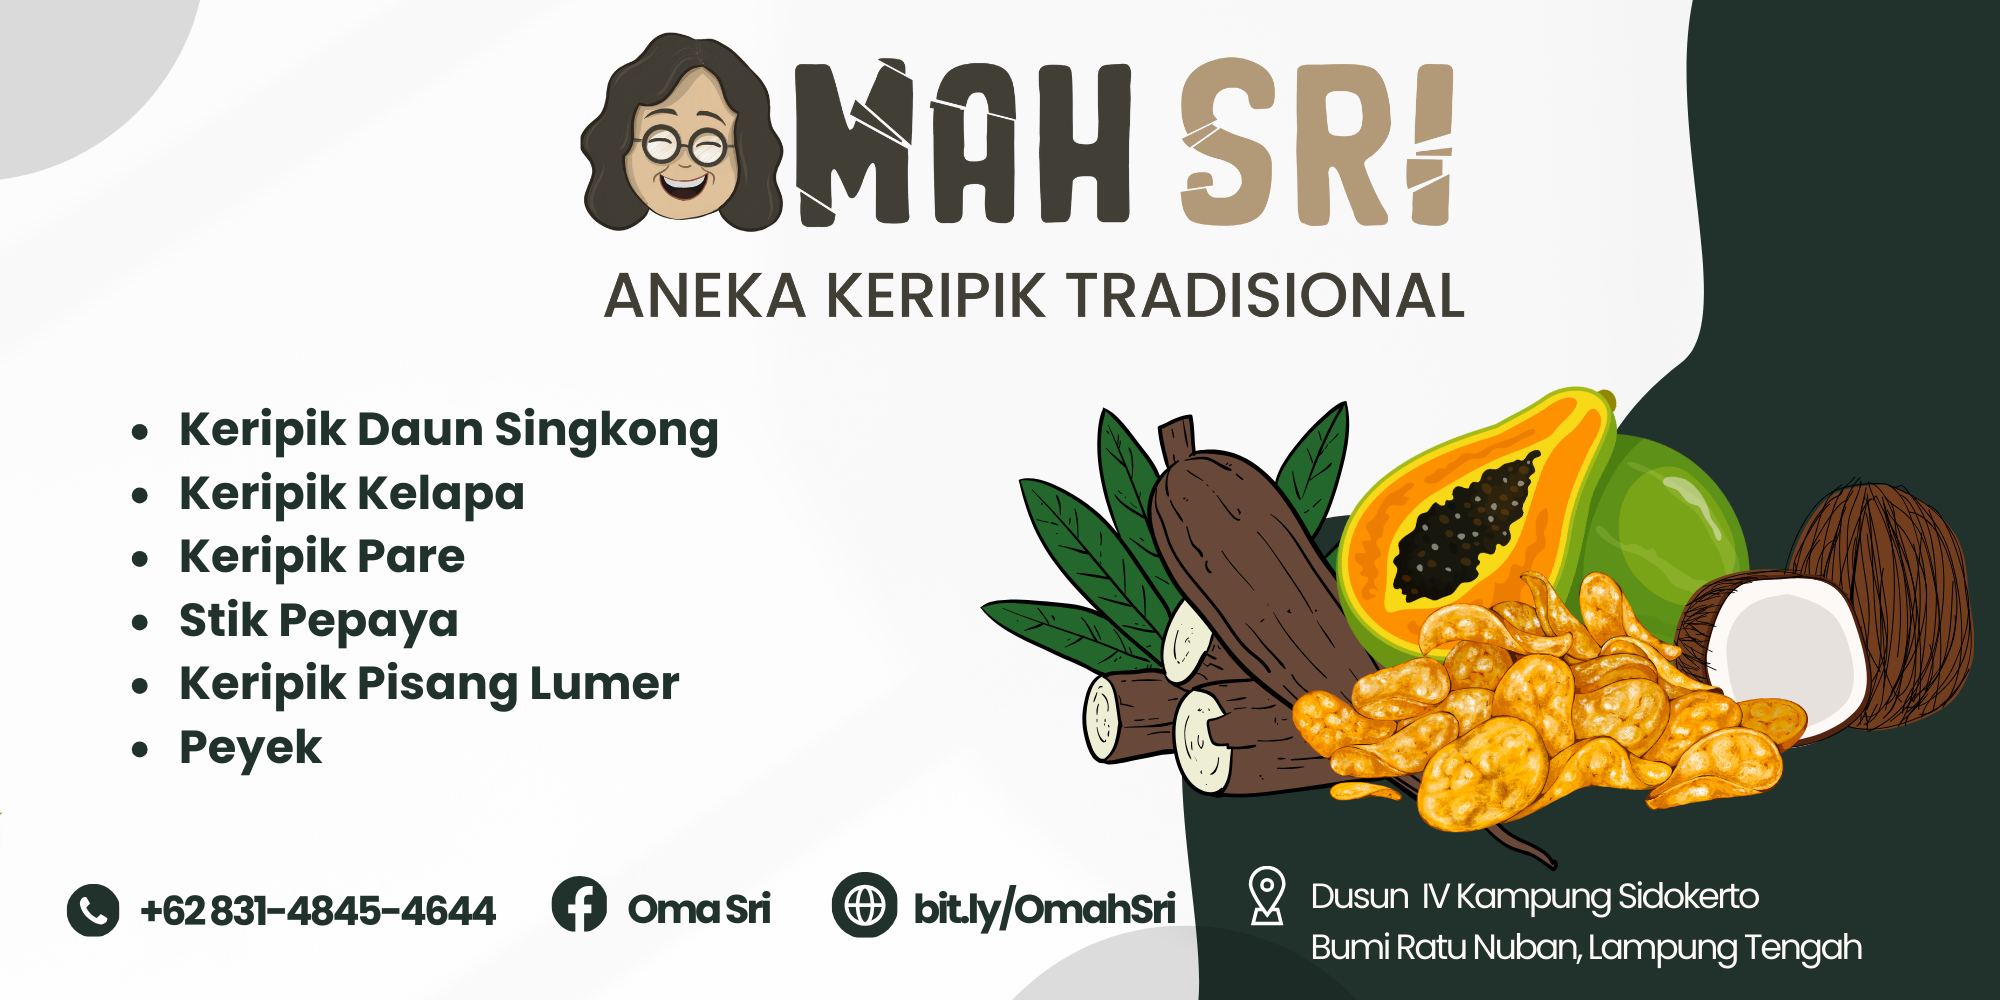 OMAH SRI
ANEKA KERIPIK TRADISIONAL
• Keripik Daun Singkong
• Keripik Kelapa
• Keripik Pare
• Stik Pepaya
• Keripik Pisang Lumer
• Peyek
+62 831-4845-4644
Oma Sri
bit.ly/OmahSri
Dusun IV Kampung Sidokerto
Bumi Ratu Nuban, Lampung Tengah